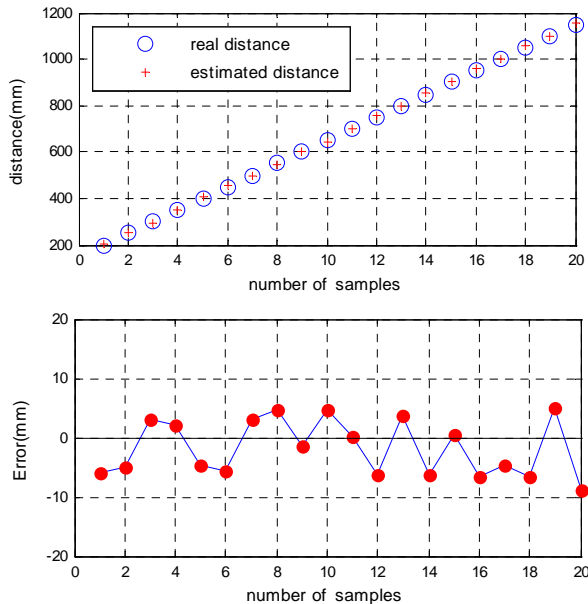 1200
1000
800
600
400
200
distance(mm)
real distance
estimated distance
0 2 4 6 8 10 12 14 16 18 20
number of samples
20
10
0
-10
-20
Error(mm)
0 2 4 6 8 10 12 14 16 18 20
number of samples